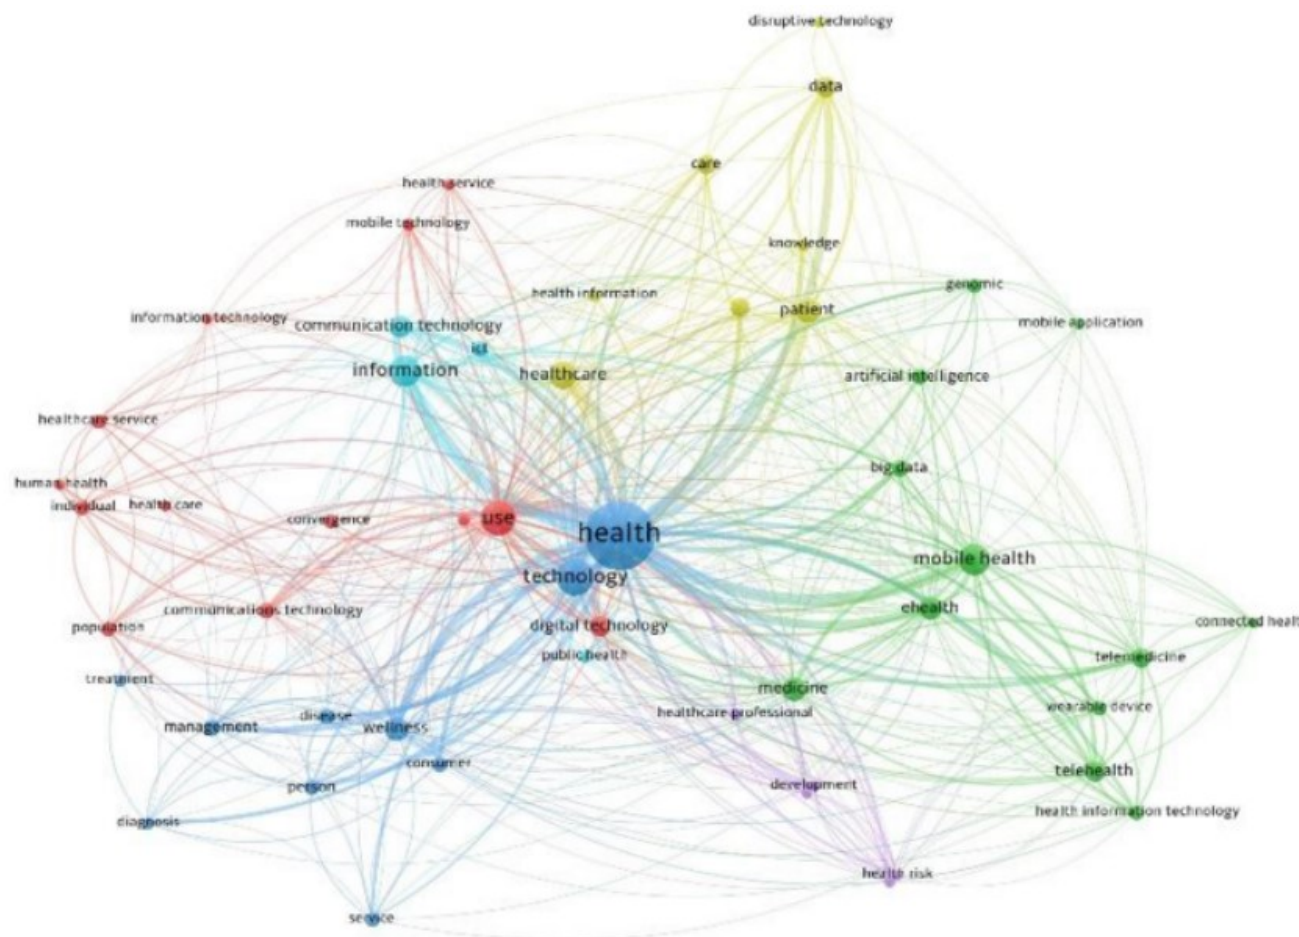 disruptive technology
data
care
health service
mobile technology
knowledge
genomic
health information
patient
information technology
communication technology
mobile application
ict
information
healthcare
artificial intelligence
healthcare service
big data
human health
individual
health care
convergence
use
health
mobile health
technology
communications technology
ehealth
population
digital technology
connected healt
public health
telemedicine
treatment
medicine
wearable device
healthcare professional
disease
management
wellness
consumer
telehealth
person
development
health information technology
diagnosis
health risk
service